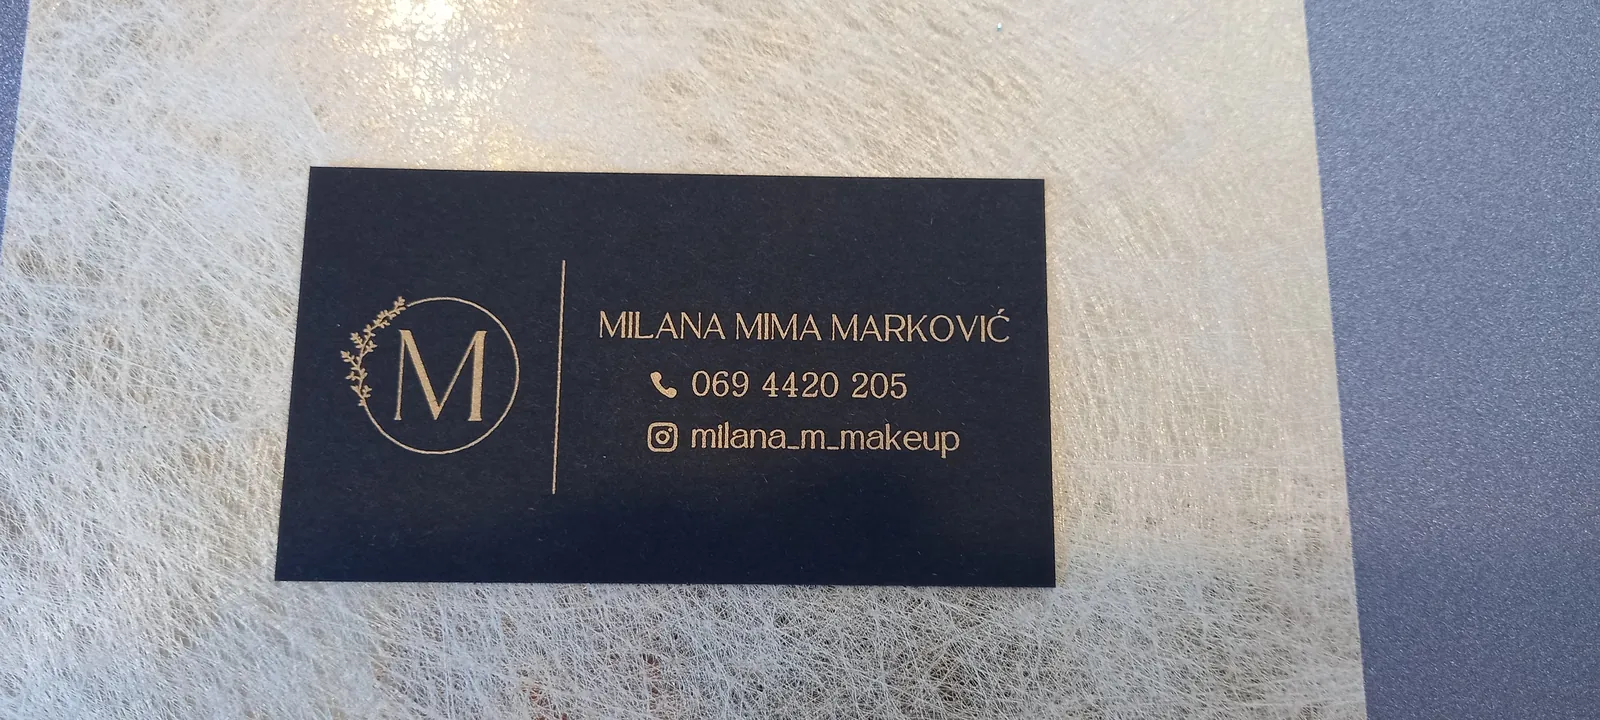 M
MILANA MIMA MARKOVIĆ
069 4420 205
milana_m_makeup